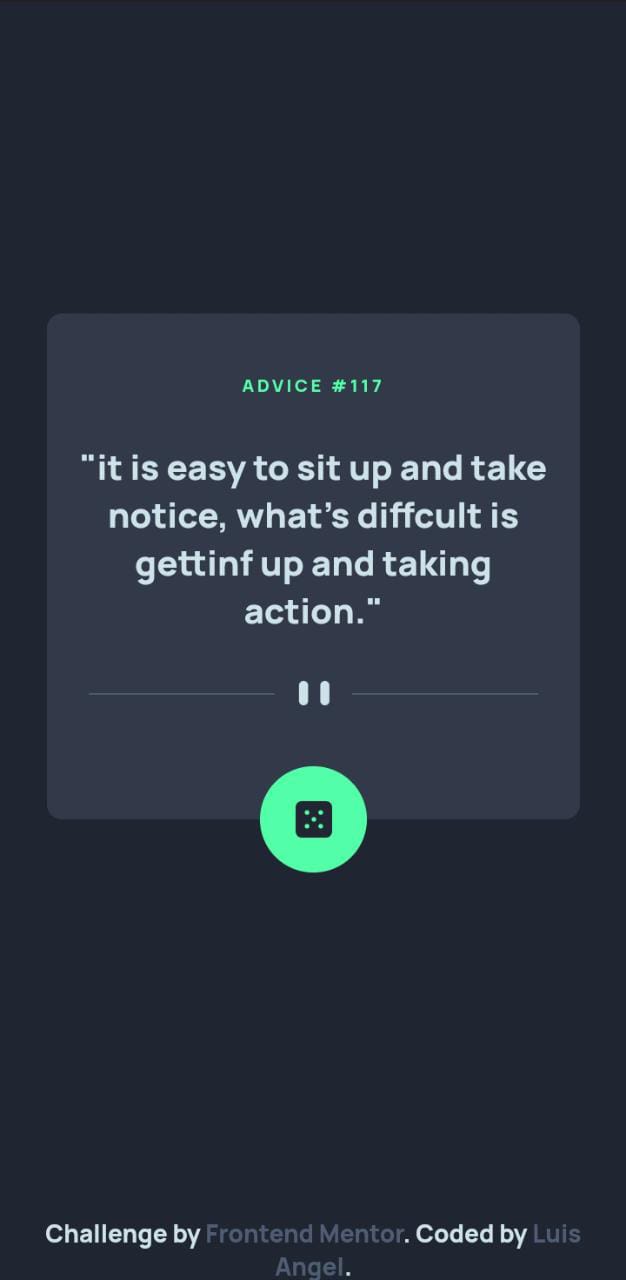 ADVICE #117
"it is easy to sit up and take
notice, what's diffcult is
gettinf up and taking
action."
Challenge by Frontend Mentor. Coded by Luis
Angel.